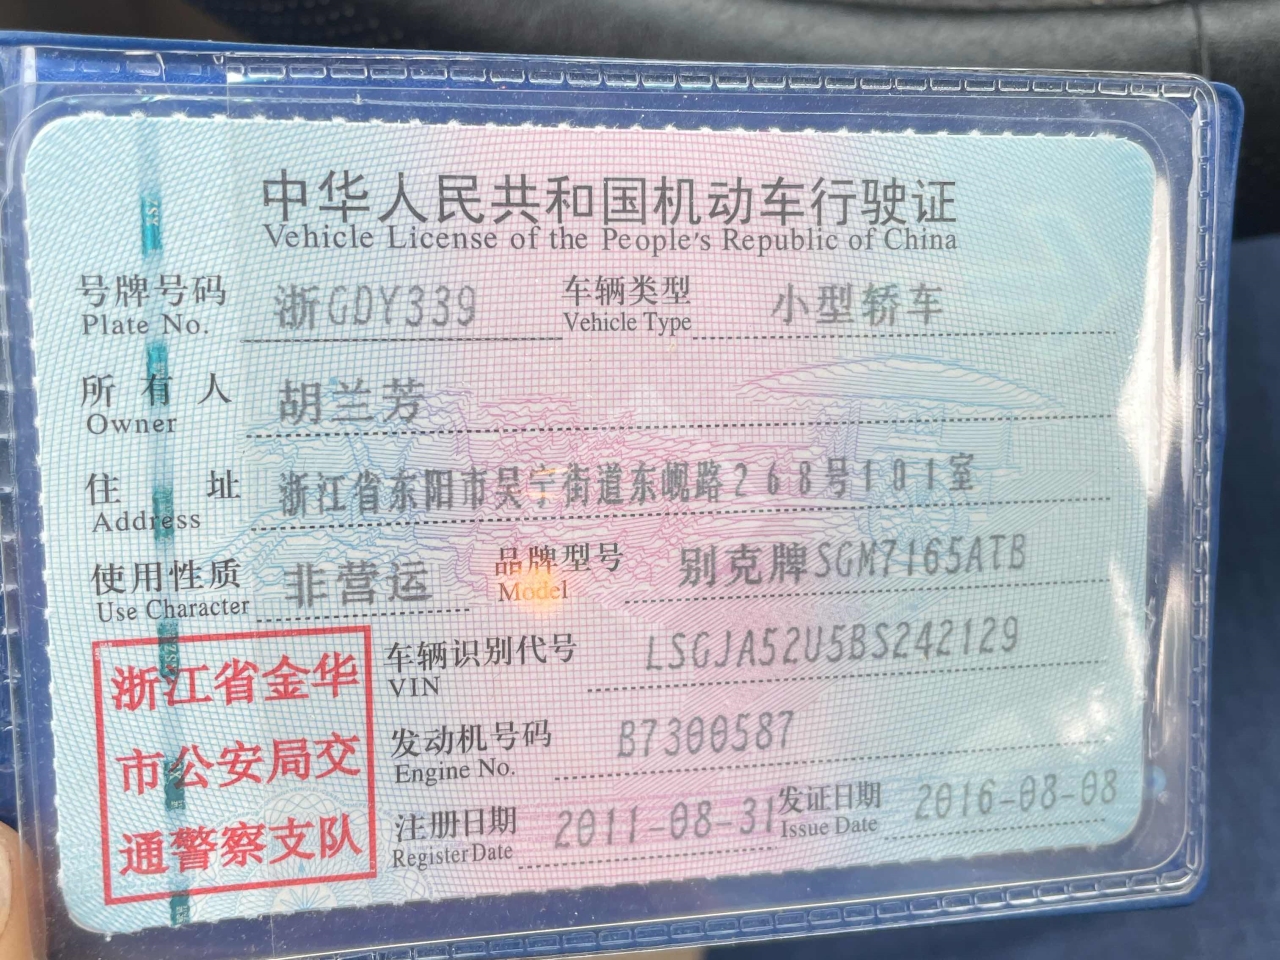 中华人民共和国机动车行驶证
Vehicle License of the People's Republic of China
号牌号码 浙GDY339 车辆类型 小型轿车
Plate No. Vehicle Type
所有人 胡兰芳
Owner
住址 浙江省东阳市吴宁街道东岘路268号101室
Address
使用性质 非营运 品牌型号 别克牌SGM7165ATB
Use Character Model
车辆识别代号 LSGJA52U5BS242129
VIN
发动机号码 B7300587
Engine No.
注册日期 2011-08-31 发证日期 2016-08-08
Register Date Issue Date
浙江省金华
市公安局交
通警察支队